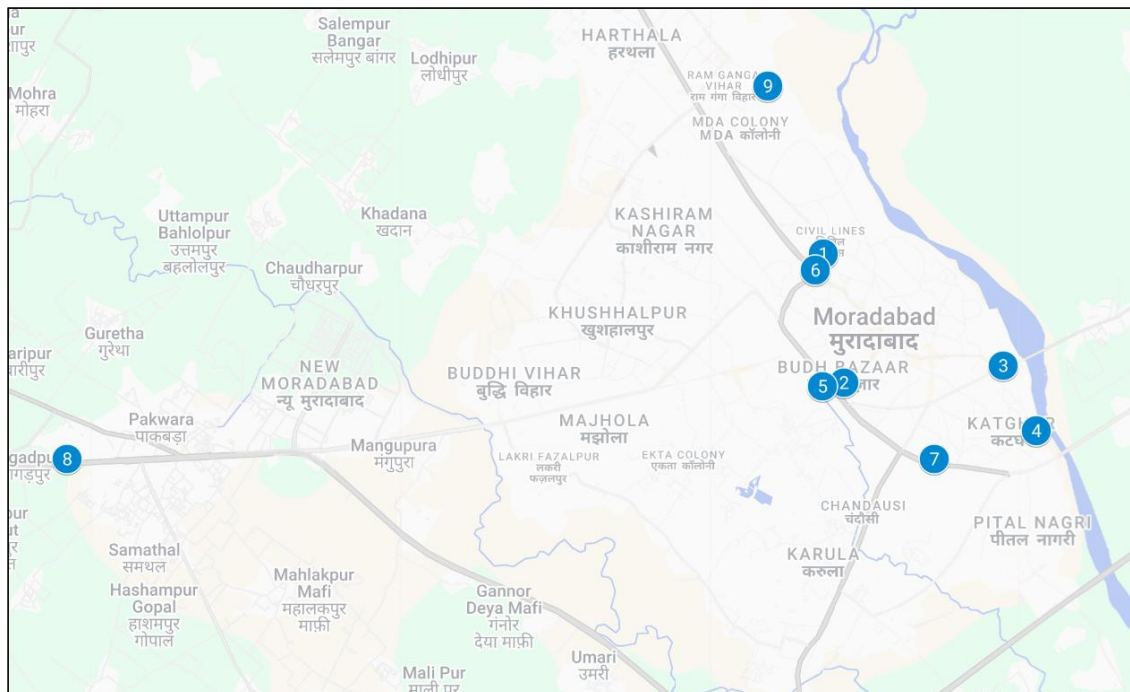 ur
शापुर
Mohra
मोहरा
Salempur
Bangar
सलेमपुर बांगर
Lodhipur
लोधीपुर
HARTHALA
हरथला
RAM GANGA
VIHAR
राम गंगा विहार
9
MDA COLONY
MDA कॉलोनी
Uttampur
Bahlolpur
उत्तमपुर
बहलोलपुर
Khadana
खदान
KASHIRAM
NAGAR
काशीराम नगर
CIVIL LINES
1
6
Chaudharpur
चौधरपुर
KHUSHHALPUR
खुशहालपुर
Moradabad
मुरादाबाद
Guretha
गुरेथा
aripur
रीपुर
NEW
MORADABAD
न्यू मुरादाबाद
BUDDHI VIHAR
बुद्धि विहार
BUDH BAZAAR
5
2
3
Pakwara
पाकबड़ा
MAJHOLA
मझोला
4
gadpu
गड़पुर
8
Mangupura
मंगुपुरा
LAKRI FAZALPUR
लकरी
फज़लपुर
EKTA COLONY
एकता कॉलोनी
7
CHANDAUSI
चंदौसी
PITAL NAGRI
पीतल नागरी
Samathal
समथल
KARULA
करुला
Mahlakpur
Mafi
महालकपुर
माफ़ी
Hashampur
Gopal
हाशमपुर
गोपाल
Gannor
Deya Mafi
गंनोर
देया माफ़ी
Umari
उमरी
Mali Pur